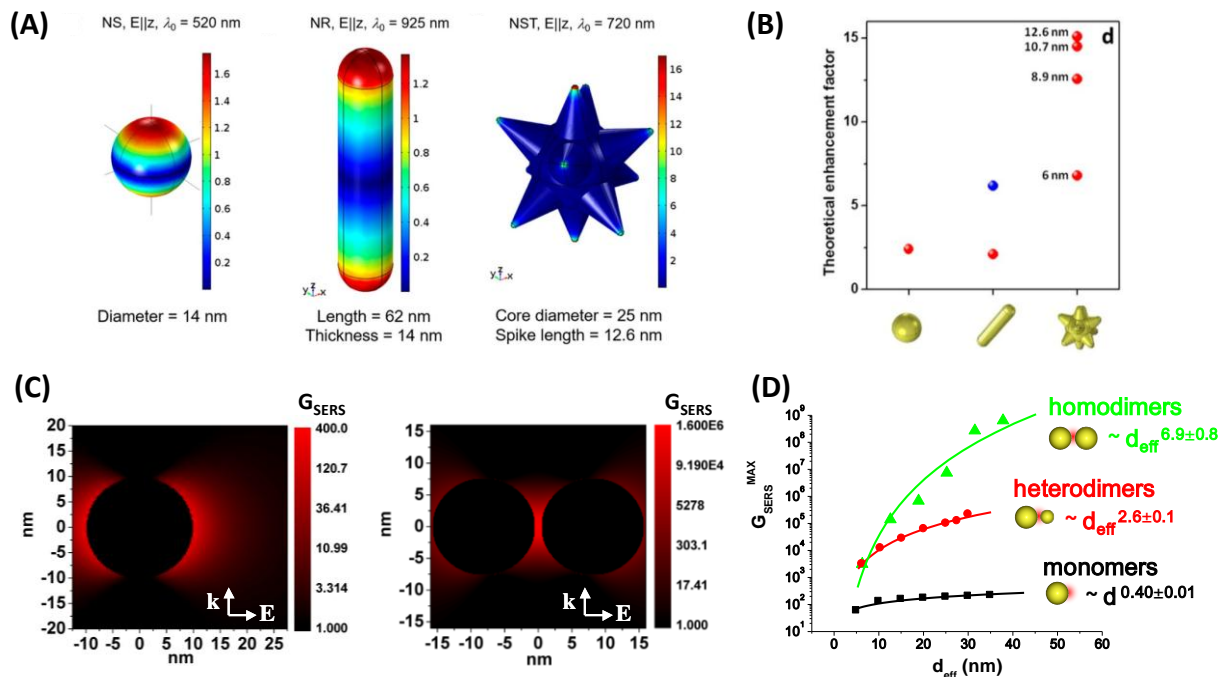 (A)
NS, E||z, λ0 = 520 nm
NR, E||z, λ0 = 925 nm
NST, E||z, λ0 = 720 nm
1.6
1.4
1.2
1
0.8
0.6
0.4
0.2
1.2
1
0.8
0.6
0.4
0.2
16
14
12
10
8
6
4
2
y z x
y z x
Diameter = 14 nm
Length = 62 nm
Thickness = 14 nm
Core diameter = 25 nm
Spike length = 12.6 nm
(B)
d
Theoretical enhancement factor
15
10
5
0
12.6 nm
10.7 nm
8.9 nm
6 nm
(C)
GSERS
20
15
10
5
0
-5
-10
-15
-20
nm
-10 -5 0 5 10 15 20 25
nm
k
E
400.0
120.7
36.41
10.99
3.314
1.000
GSERS
15
10
5
0
-5
-10
-15
nm
-15 -10 -5 0 5 10 15
nm
k
E
1.600E6
9.190E4
5278
303.1
17.41
1.000
(D)
GSERS MAX
10^9
10^8
10^7
10^6
10^5
10^4
10^3
10^2
10^1
0 10 20 30 40 50 60
deff (nm)
homodimers
~ deff^6.9±0.8
heterodimers
~ deff^2.6±0.1
monomers
~ d^0.40±0.01